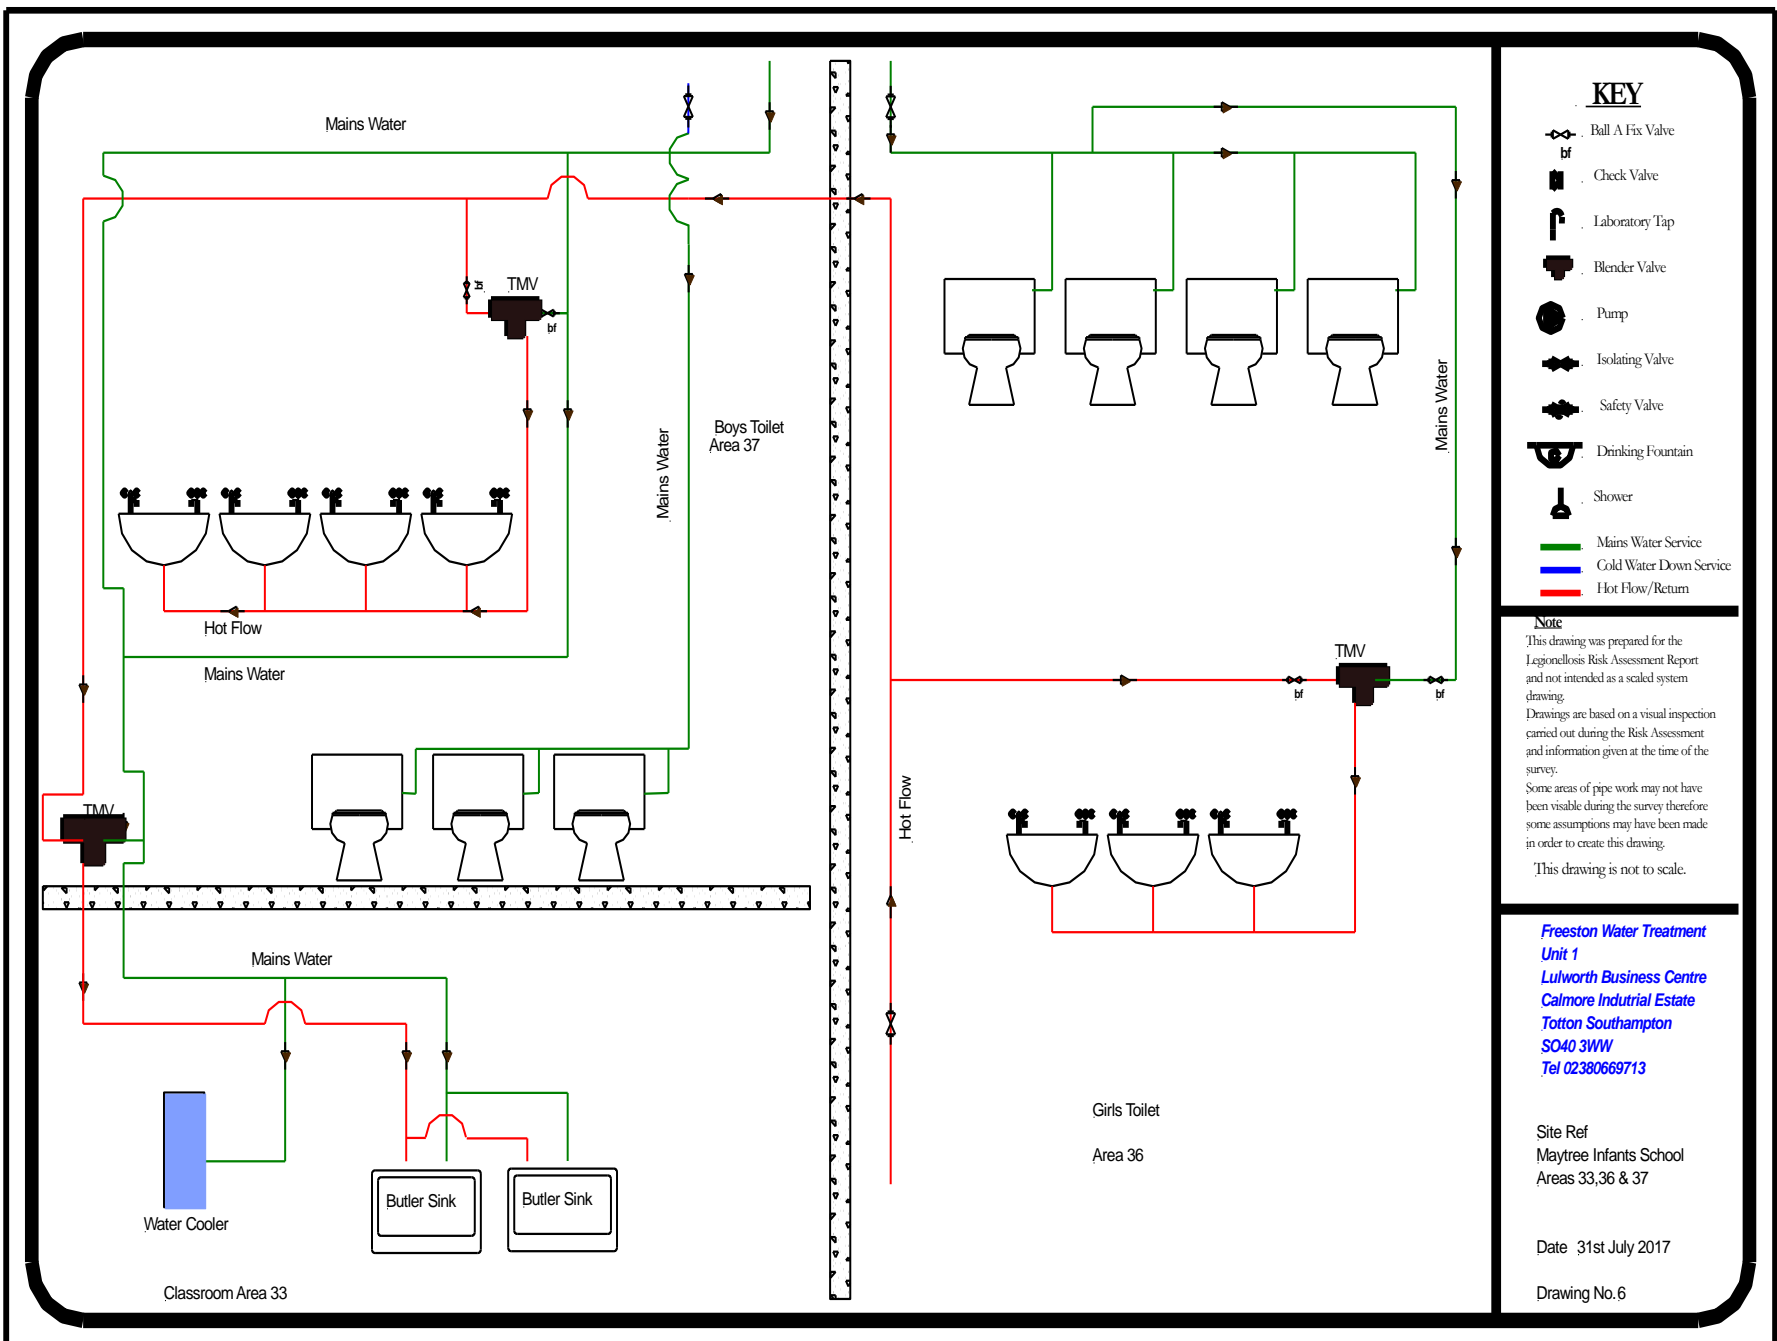 Mains Water
TMV
bf
bf
Boys Toilet
Area 37
Mains Water
Hot Flow
Mains Water
TMV
Mains Water
Water Cooler
Butler Sink
Butler Sink
Classroom Area 33
Mains Water
TMV
bf
bf
Hot Flow
Girls Toilet
Area 36
KEY
Ball A Fix Valve
bf
Check Valve
Laboratory Tap
Blender Valve
Pump
Isolating Valve
Safety Valve
Drinking Fountain
Shower
Mains Water Service
Cold Water Down Service
Hot Flow/Return
Note
This drawing was prepared for the
Legionellosis Risk Assessment Report
and not intended as a scaled system
drawing.
Drawings are based on a visual inspection
carried out during the Risk Assessment
and information given at the time of the
survey.
Some areas of pipe work may not have
been visable during the survey therefore
some assumptions may have been made
in order to create this drawing.
This drawing is not to scale.
Freeston Water Treatment
Unit 1
Lulworth Business Centre
Calmore Indutrial Estate
Totton Southampton
SO40 3WW
Tel 02380669713
Site Ref
Maytree Infants School
Areas 33,36 & 37
Date 31st July 2017
Drawing No.6